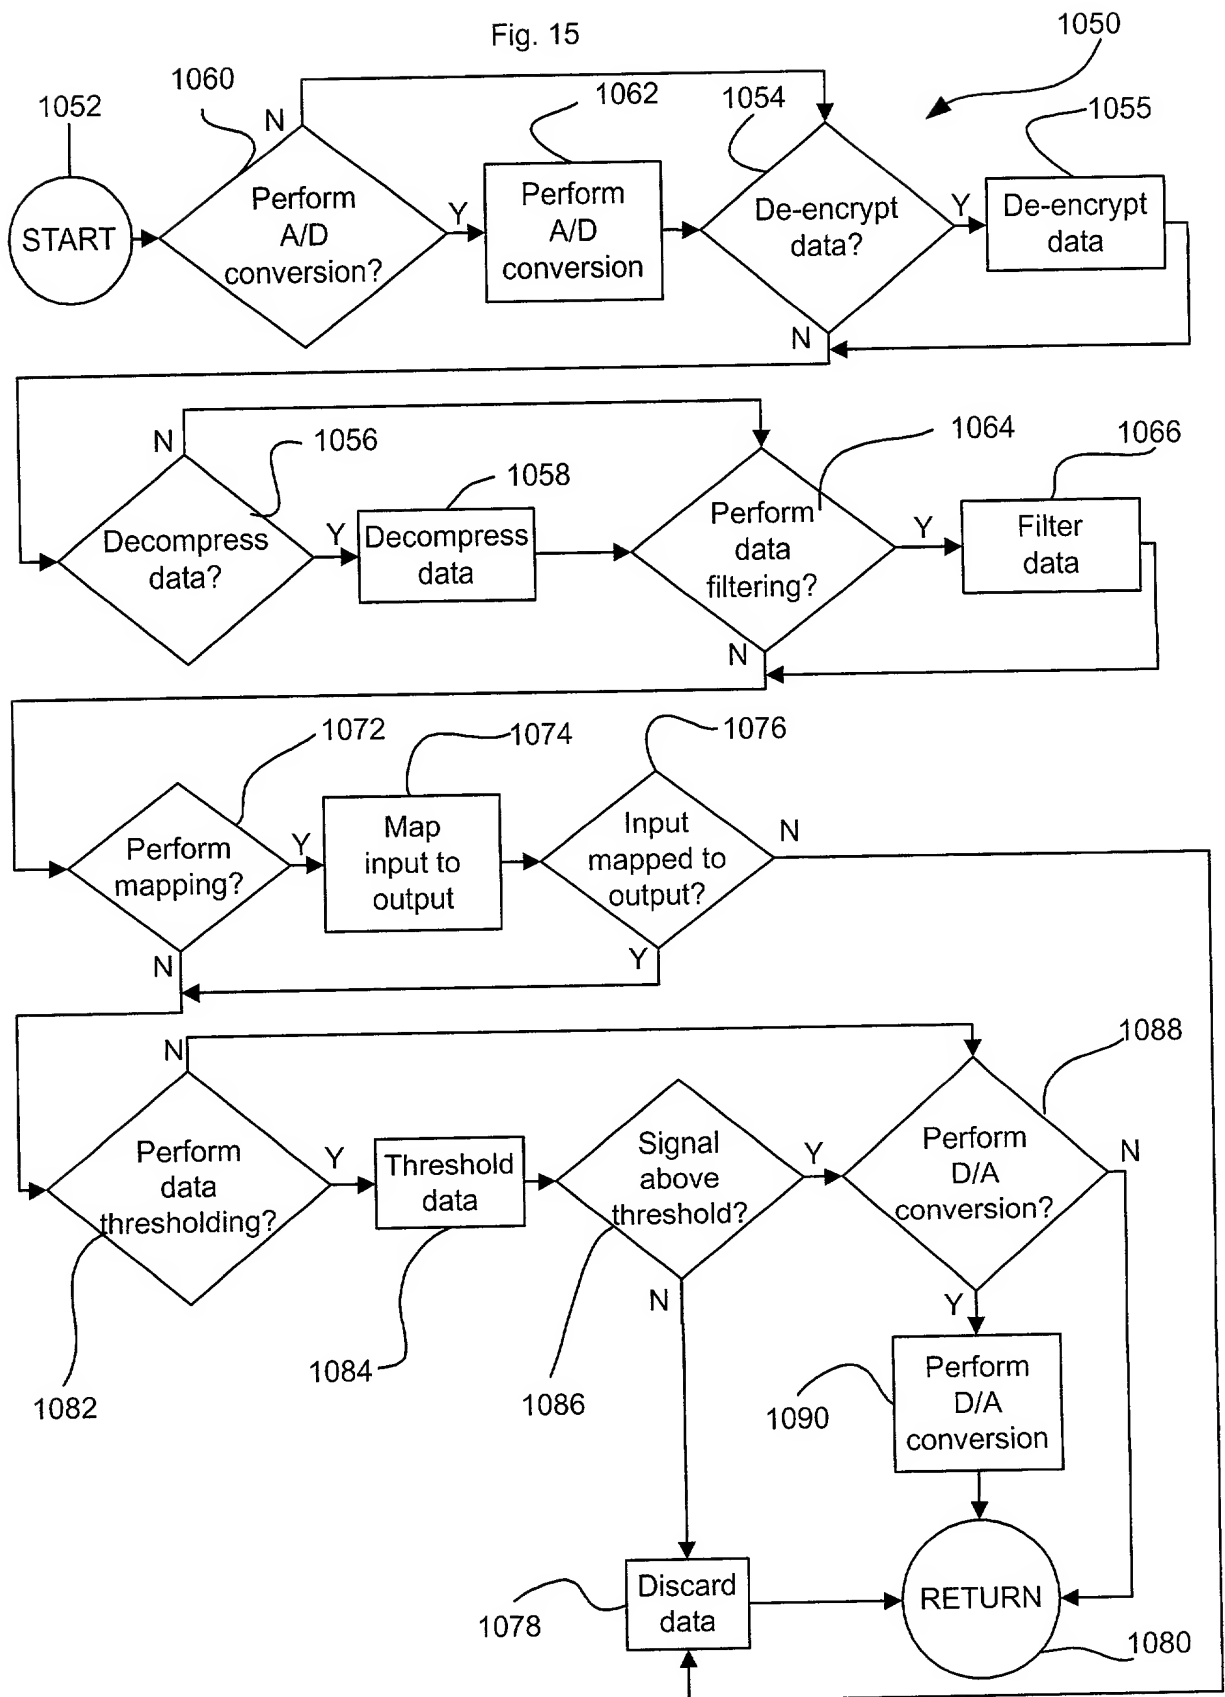 Fig. 15
1050
1052
1060
1062
1054
1055
START
Perform
A/D
conversion?
N
Y
Perform
A/D
conversion
De-encrypt
data?
Y
N
De-encrypt
data
1056
1058
1064
1066
Decompress
data?
N
Y
Decompress
data
Perform
data
filtering?
Y
N
Filter
data
1072
1074
1076
Perform
mapping?
Y
N
Map
input to
output
Input
mapped to
output?
N
Y
1088
Perform
data
thresholding?
N
Y
Threshold
data
Signal
above
threshold?
Y
N
Perform
D/A
conversion?
N
Y
1082
1084
1086
1090
Perform
D/A
conversion
1078
Discard
data
RETURN
1080